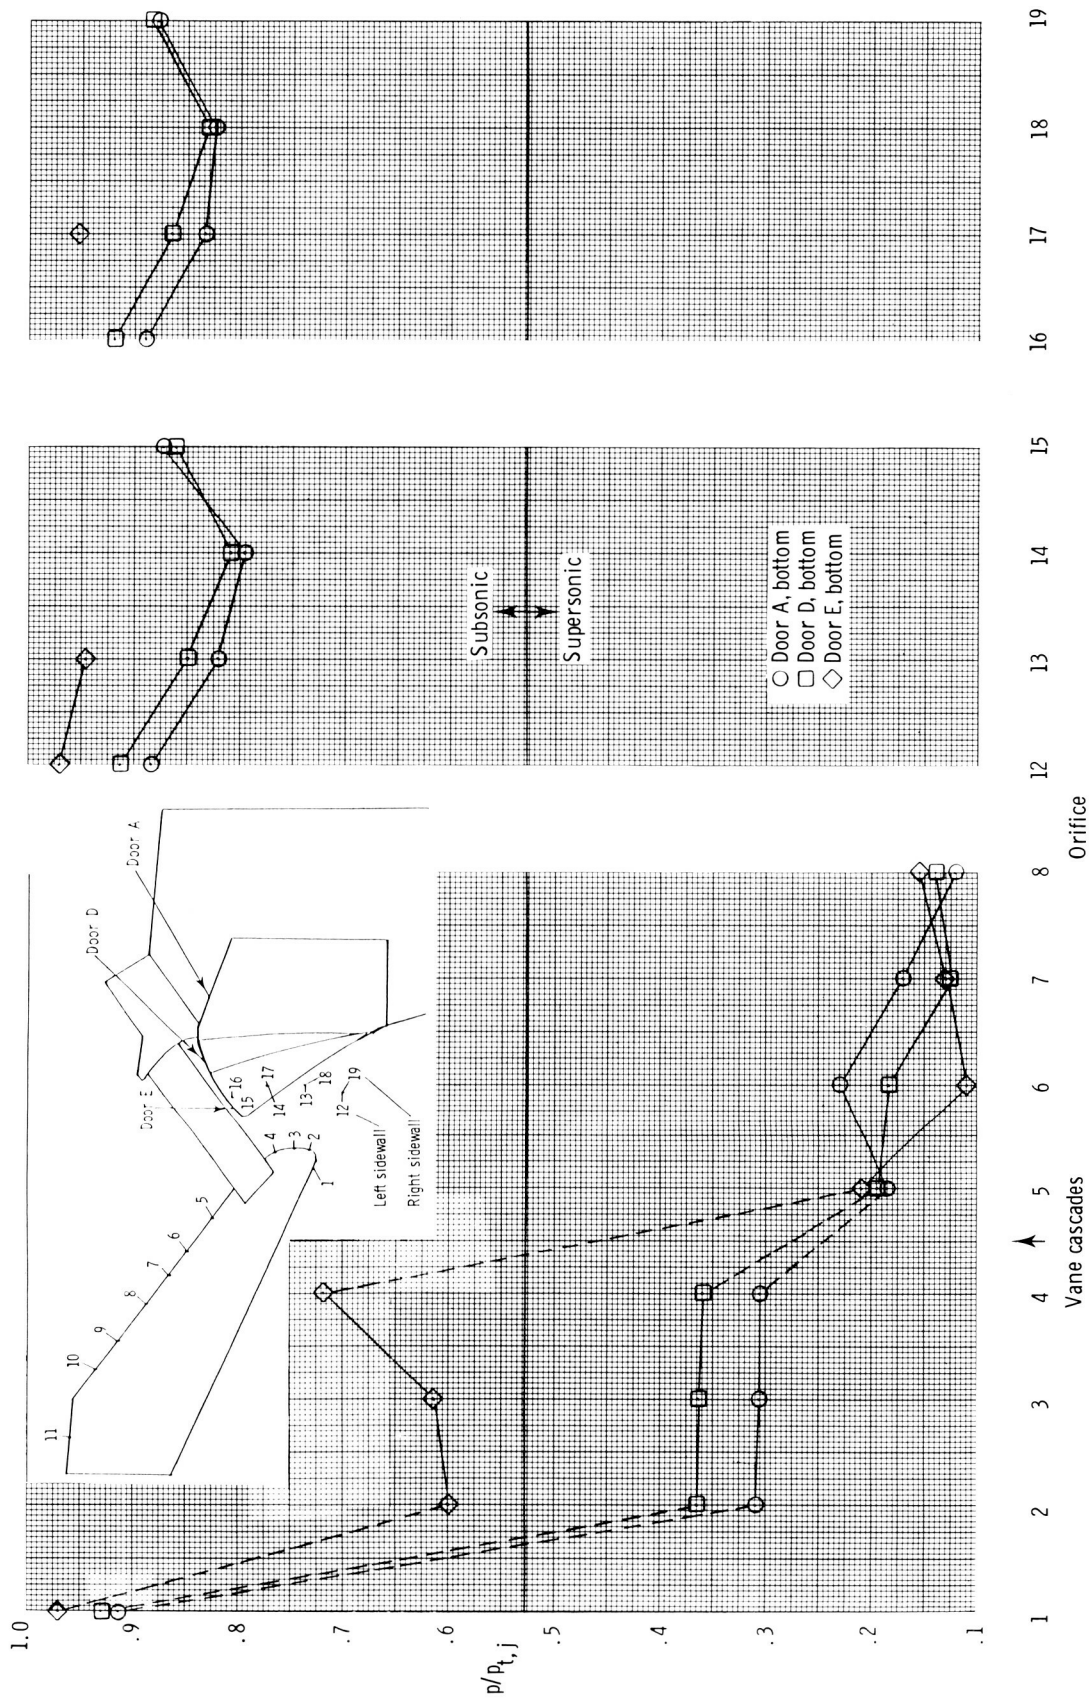 1.0
.9
.8
.7
.6
.5
.4
.3
.2
.1
p/p_t, j
11
10
9
8
7
6
5
4
3
2
1
Door E
Door D
Door A
15 16
14 17
13 18
12 19
Left sidewall
Right sidewall
Subsonic
Supersonic
Door A, bottom
Door D, bottom
Door E, bottom
1 2 3 4 5 6 7 8 12 13 14 15 16 17 18 19
Vane cascades
Orifice